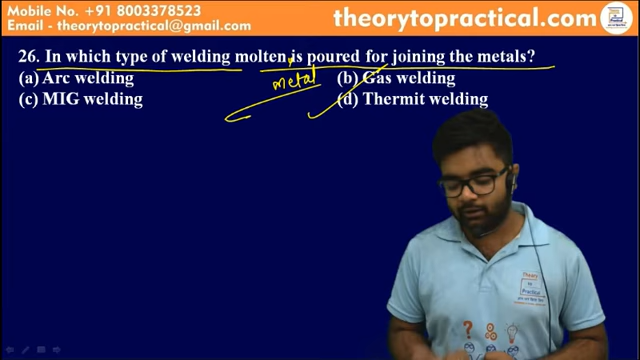 Mobile No. +91 8003378523
Email - theorytopractical@gmail.com
theorytopractical.com
26. In which type of welding molten is poured for joining the metals?
metal
(a) Arc welding
(b) Gas welding
(c) MIG welding
(d) Thermit welding
Theory
to
Practical